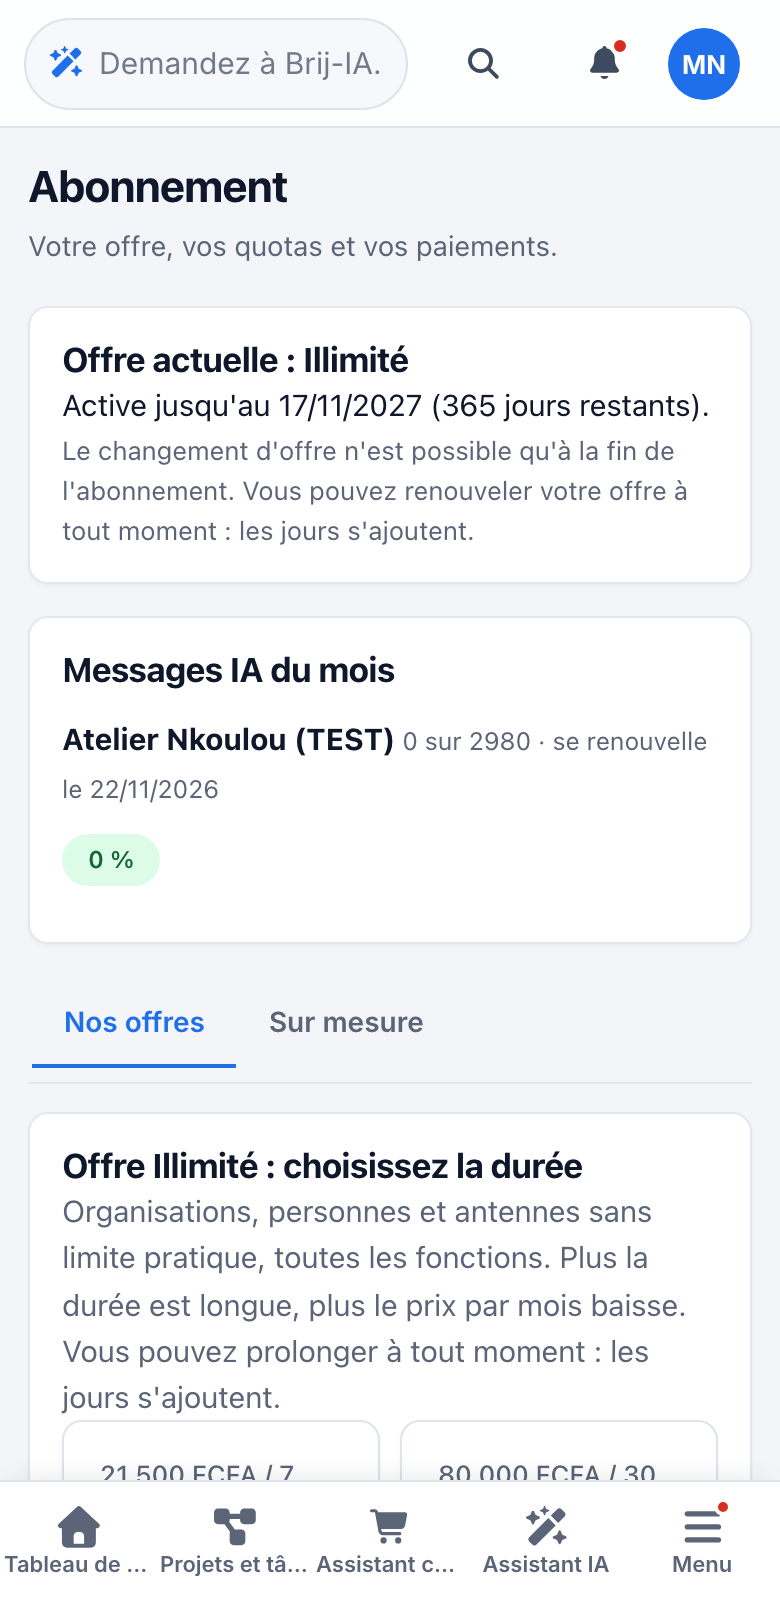 Demandez à Brij-IA.
MN
Abonnement
Votre offre, vos quotas et vos paiements.
Offre actuelle : Illimité
Active jusqu'au 17/11/2027 (365 jours restants).
Le changement d'offre n'est possible qu'à la fin de
l'abonnement. Vous pouvez renouveler votre offre à
tout moment : les jours s'ajoutent.
Messages IA du mois
Atelier Nkoulou (TEST) 0 sur 2980 · se renouvelle
le 22/11/2026
0 %
Nos offres
Sur mesure
Offre Illimité : choisissez la durée
Organisations, personnes et antennes sans
limite pratique, toutes les fonctions. Plus la
durée est longue, plus le prix par mois baisse.
Vous pouvez prolonger à tout moment : les
jours s'ajoutent.
21 500 FCFA / 7
80 000 FCFA / 30
Tableau de ...
Projets et tâ...
Assistant c...
Assistant IA
Menu